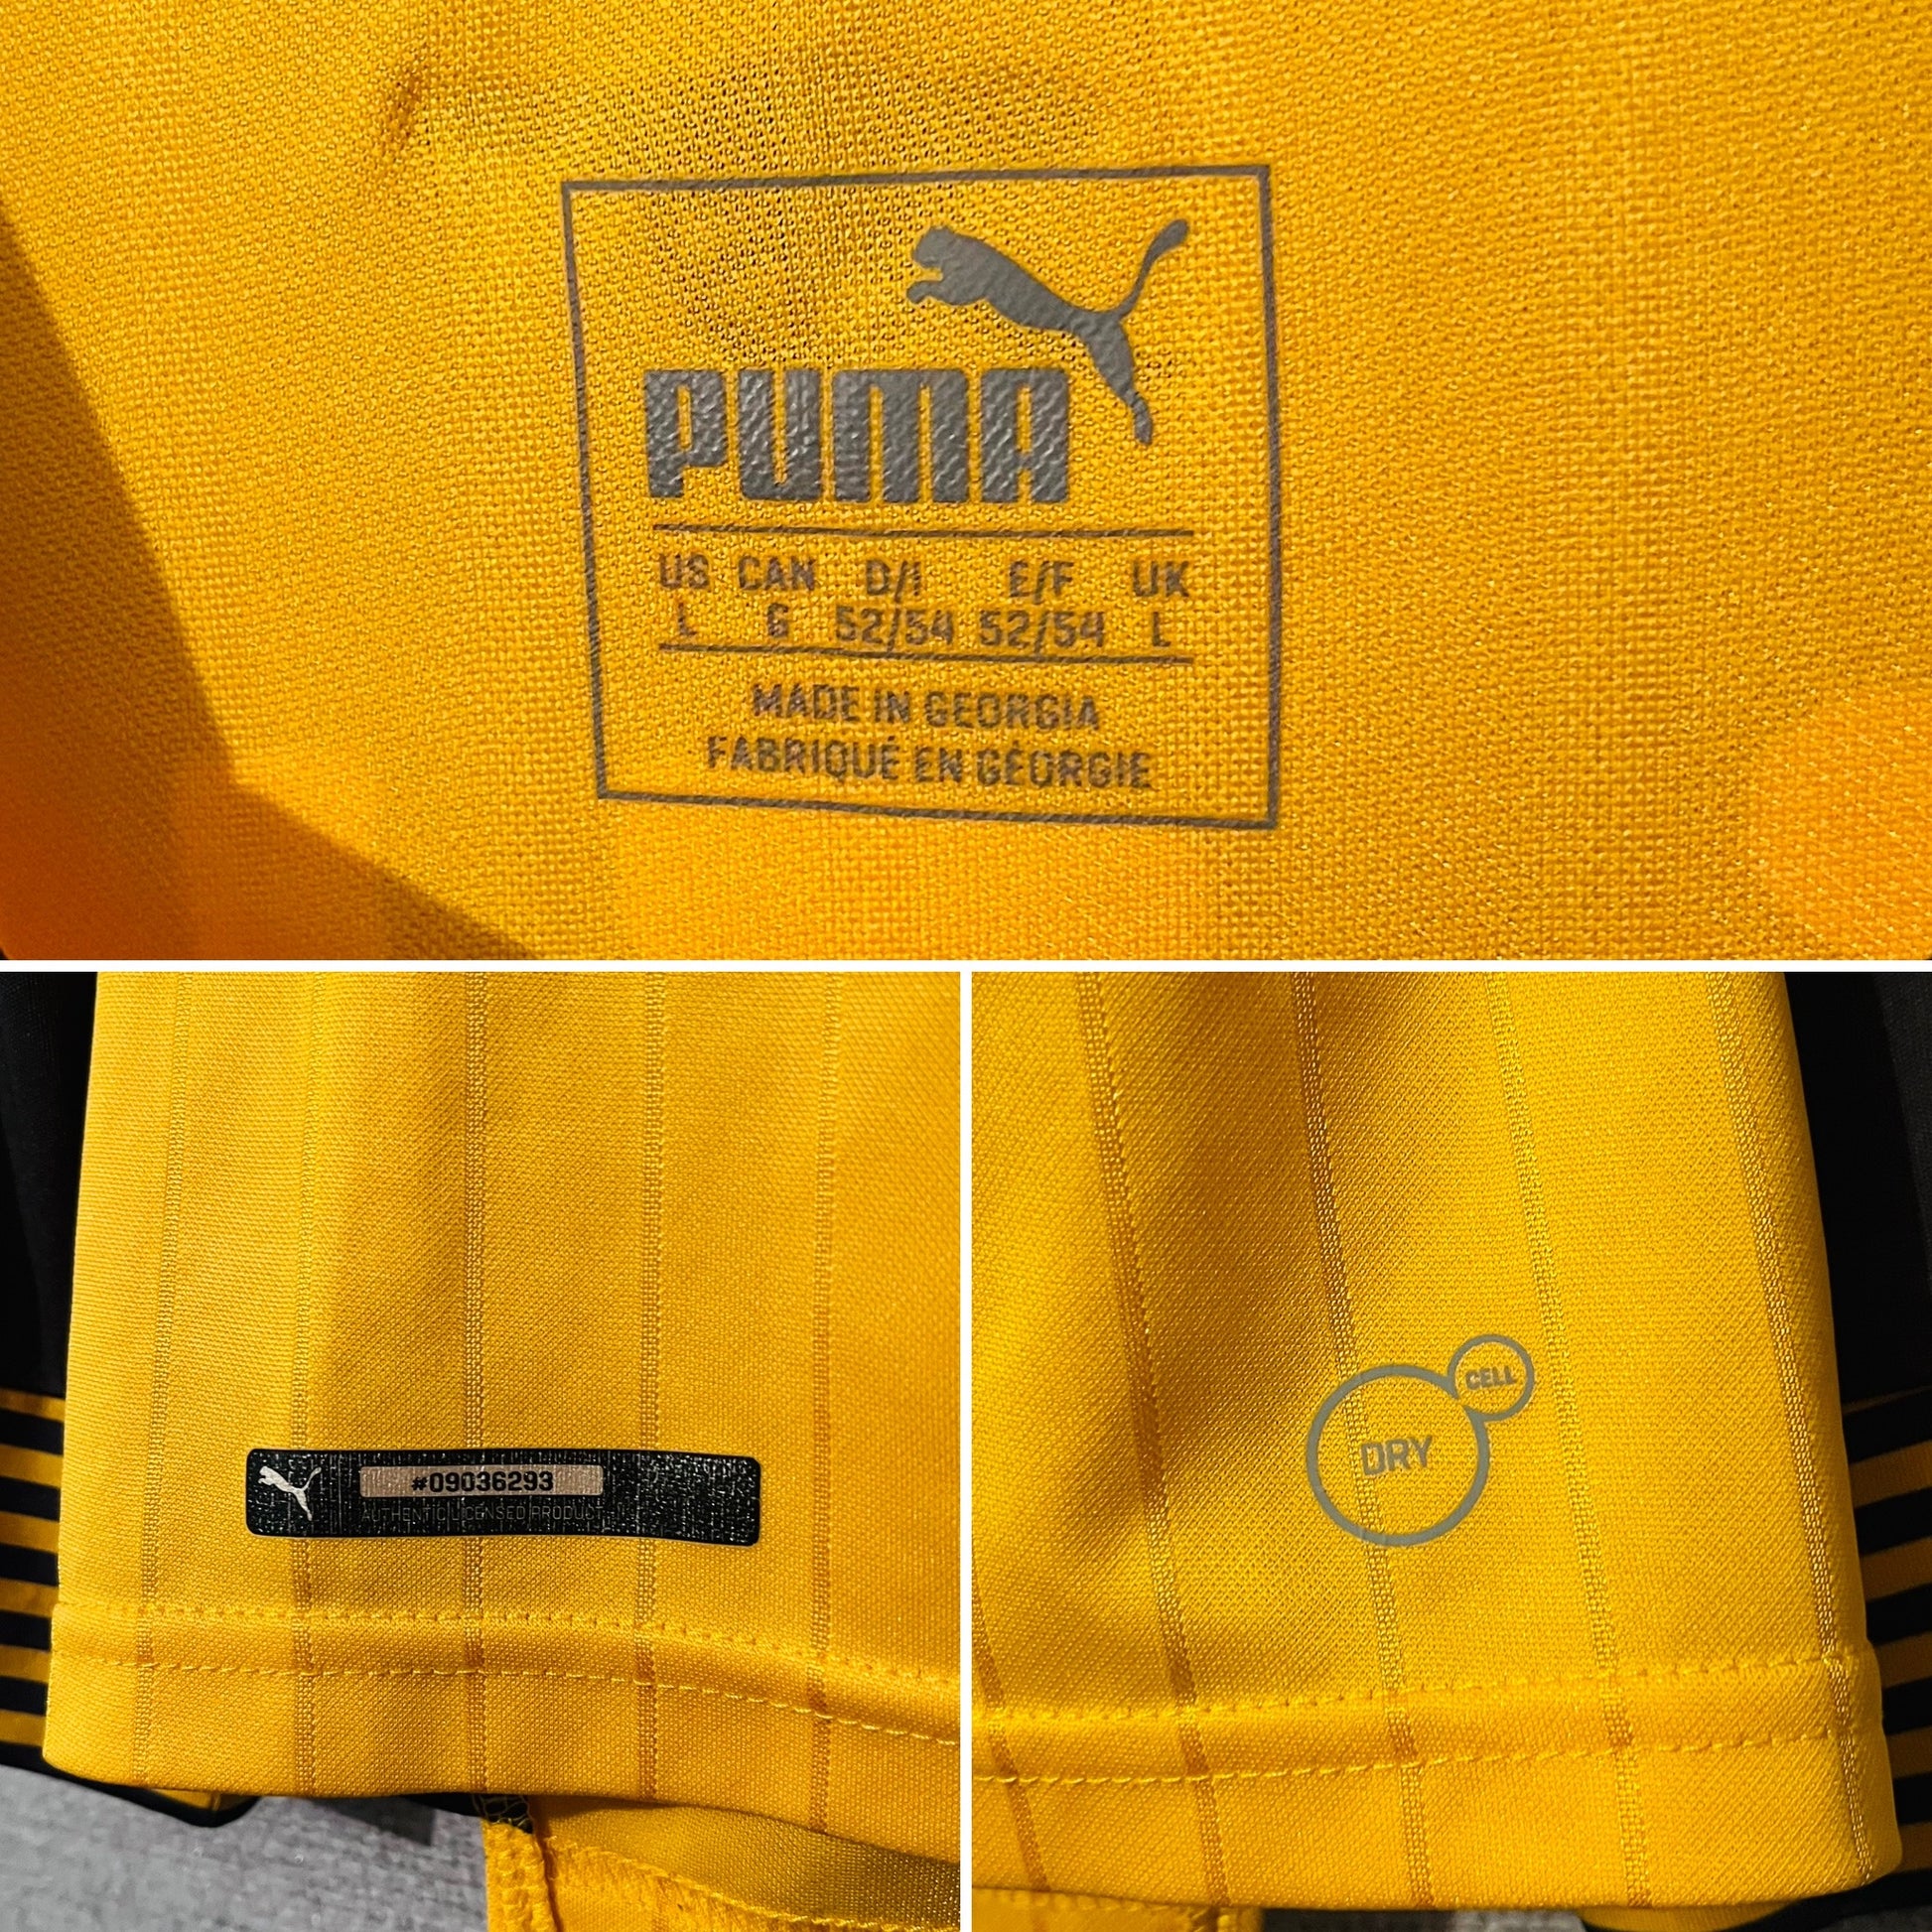 PUMA
US CAN D/I E/F UK
L G 52/54 52/54 L
MADE IN GEORGIA
FABRIQUÉ EN GÉORGIE
#09036293
AUTHENTIC LICENSED PRODUCT
CELL
DRY